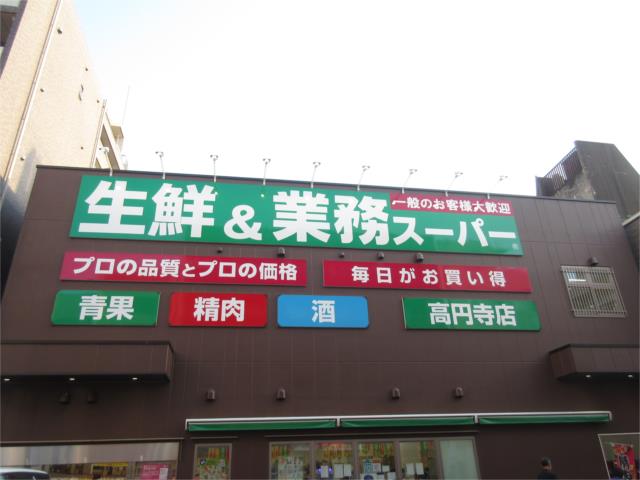 一般のお客様大歓迎
生鮮&業務スーパー
プロの品質とプロの価格
毎日がお買い得
青果
精肉
酒
高円寺店